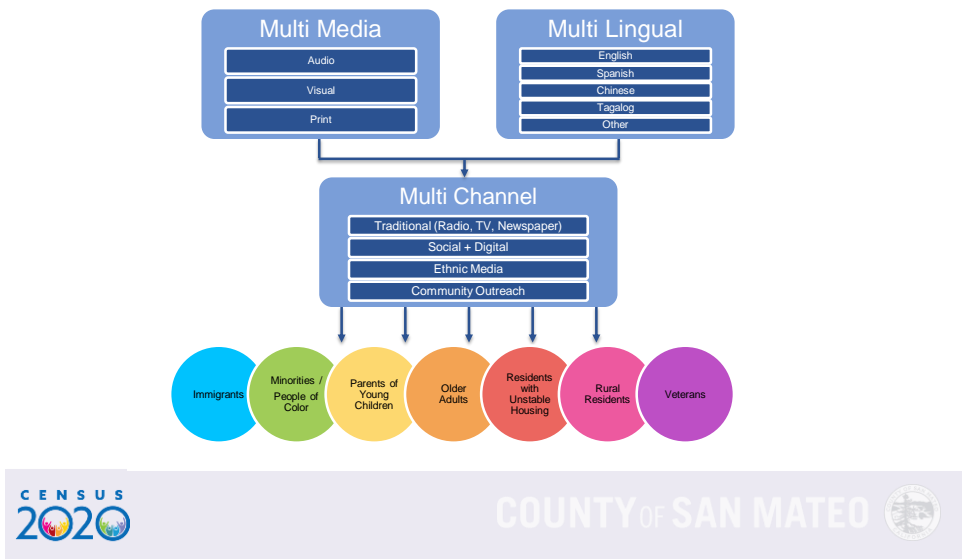 Multi Media
Audio
Visual
Print
Multi Lingual
English
Spanish
Chinese
Tagalog
Other
Multi Channel
Traditional (Radio, TV, Newspaper)
Social + Digital
Ethnic Media
Community Outreach
Immigrants
Minorities /
People of
Color
Parents of
Young
Children
Older
Adults
Residents
with
Unstable
Housing
Rural
Residents
Veterans
CENSUS
2020
COUNTY OF SAN MATEO